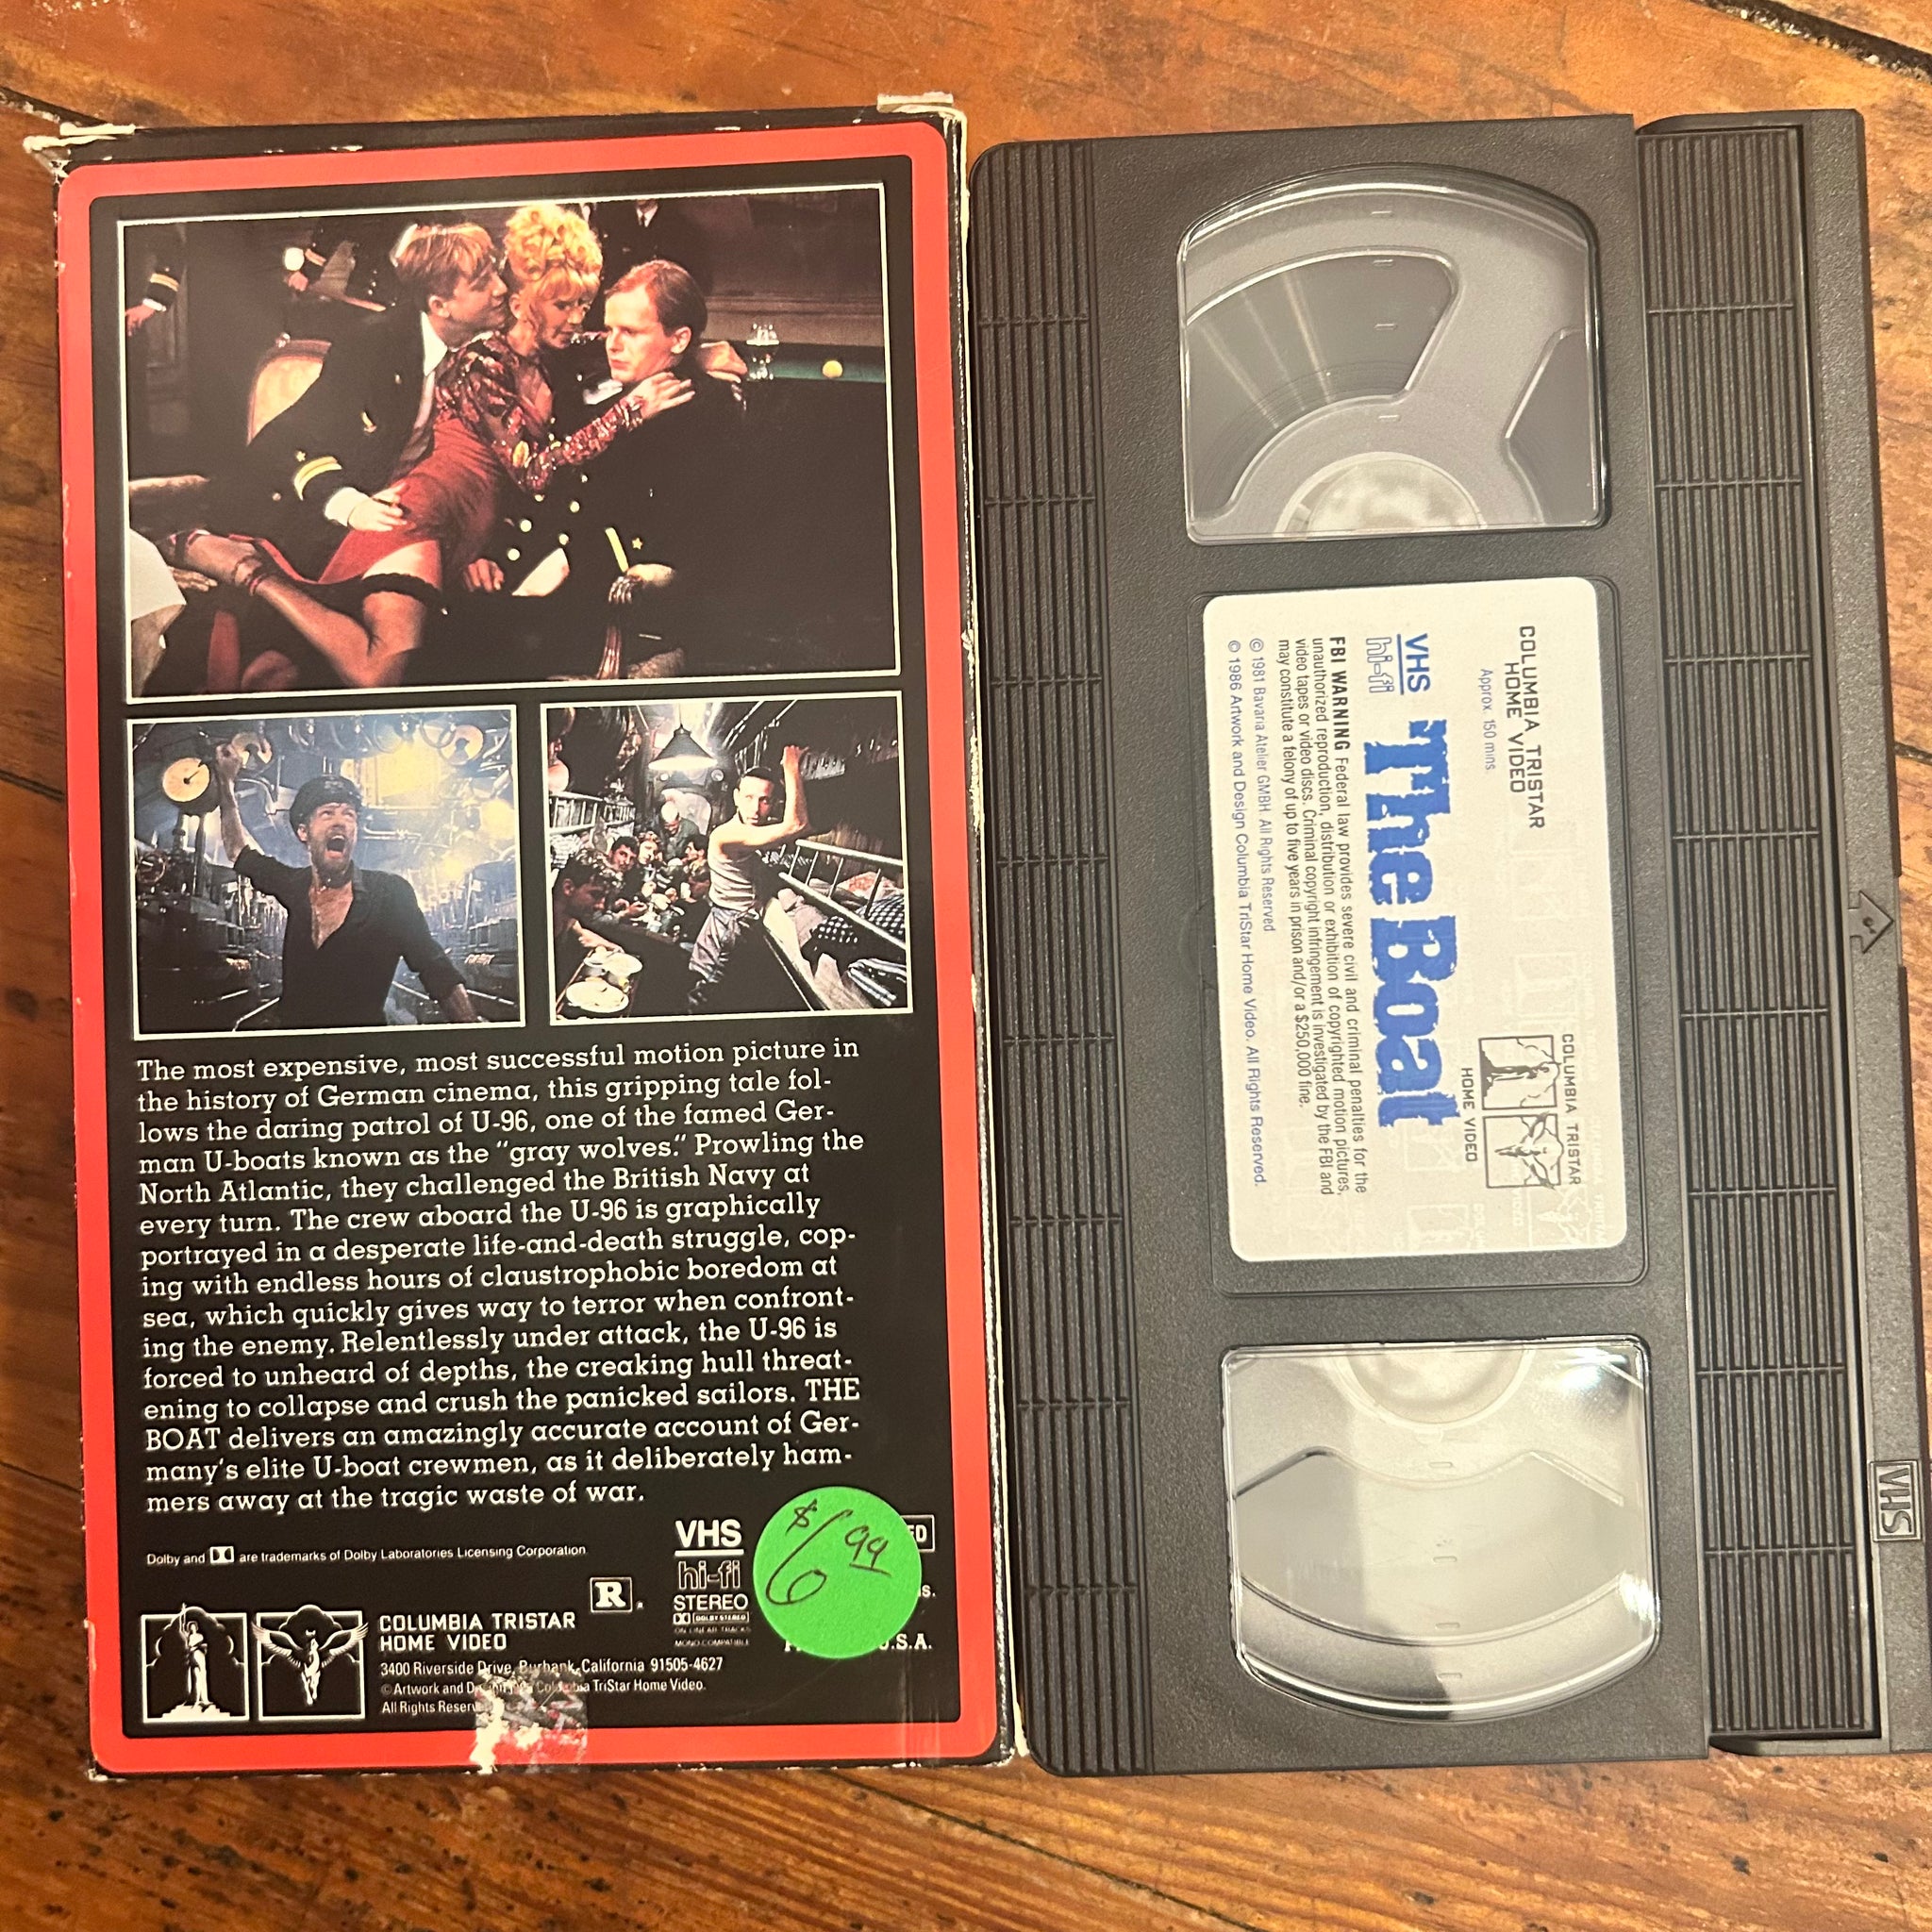 The most expensive, most successful motion picture in
the history of German cinema, this gripping tale fol-
lows the daring patrol of U-96, one of the famed Ger-
man U-boats known as the "gray wolves." Prowling the
North Atlantic, they challenged the British Navy at
every turn. The crew aboard the U-96 is graphically
portrayed in a desperate life-and-death struggle, cop-
ing with endless hours of claustrophobic boredom at
sea, which quickly gives way to terror when confront-
ing the enemy. Relentlessly under attack, the U-96 is
forced to unheard of depths, the creaking hull threat-
ening to collapse and crush the panicked sailors. THE
BOAT delivers an amazingly accurate account of Ger-
many's elite U-boat crewmen, as it deliberately ham-
mers away at the tragic waste of war.
Dolby and are trademarks of Dolby Laboratories Licensing Corporation
R
VHS
hi-fi
STEREO
DOLBY STEREO
ON LINEAR TRACKS
MONO COMPATIBLE
$6.99
U.S.A.
COLUMBIA TRISTAR
HOME VIDEO
3400 Riverside Drive, Burbank, California 91505-4627
© Artwork and TriStar Home Video.
All Rights
COLUMBIA TRISTAR
HOME VIDEO
Approx. 150 mins.
COLUMBIA TRISTAR
HOME VIDEO
VHS
hi-fi
The Boat
FBI WARNING Federal law provides severe civil and criminal penalties for the
unauthorized reproduction, distribution or exhibition of copyrighted motion pictures,
video tapes or video discs. Criminal copyright infringement is investigated by the FBI and
may constitute a felony of up to five years in prison and/or a $250,000 fine.
© 1981 Bavaria Atelier GMBH. All Rights Reserved
© 1986 Artwork and Design Columbia TriStar Home Video. All Rights Reserved.
VHS